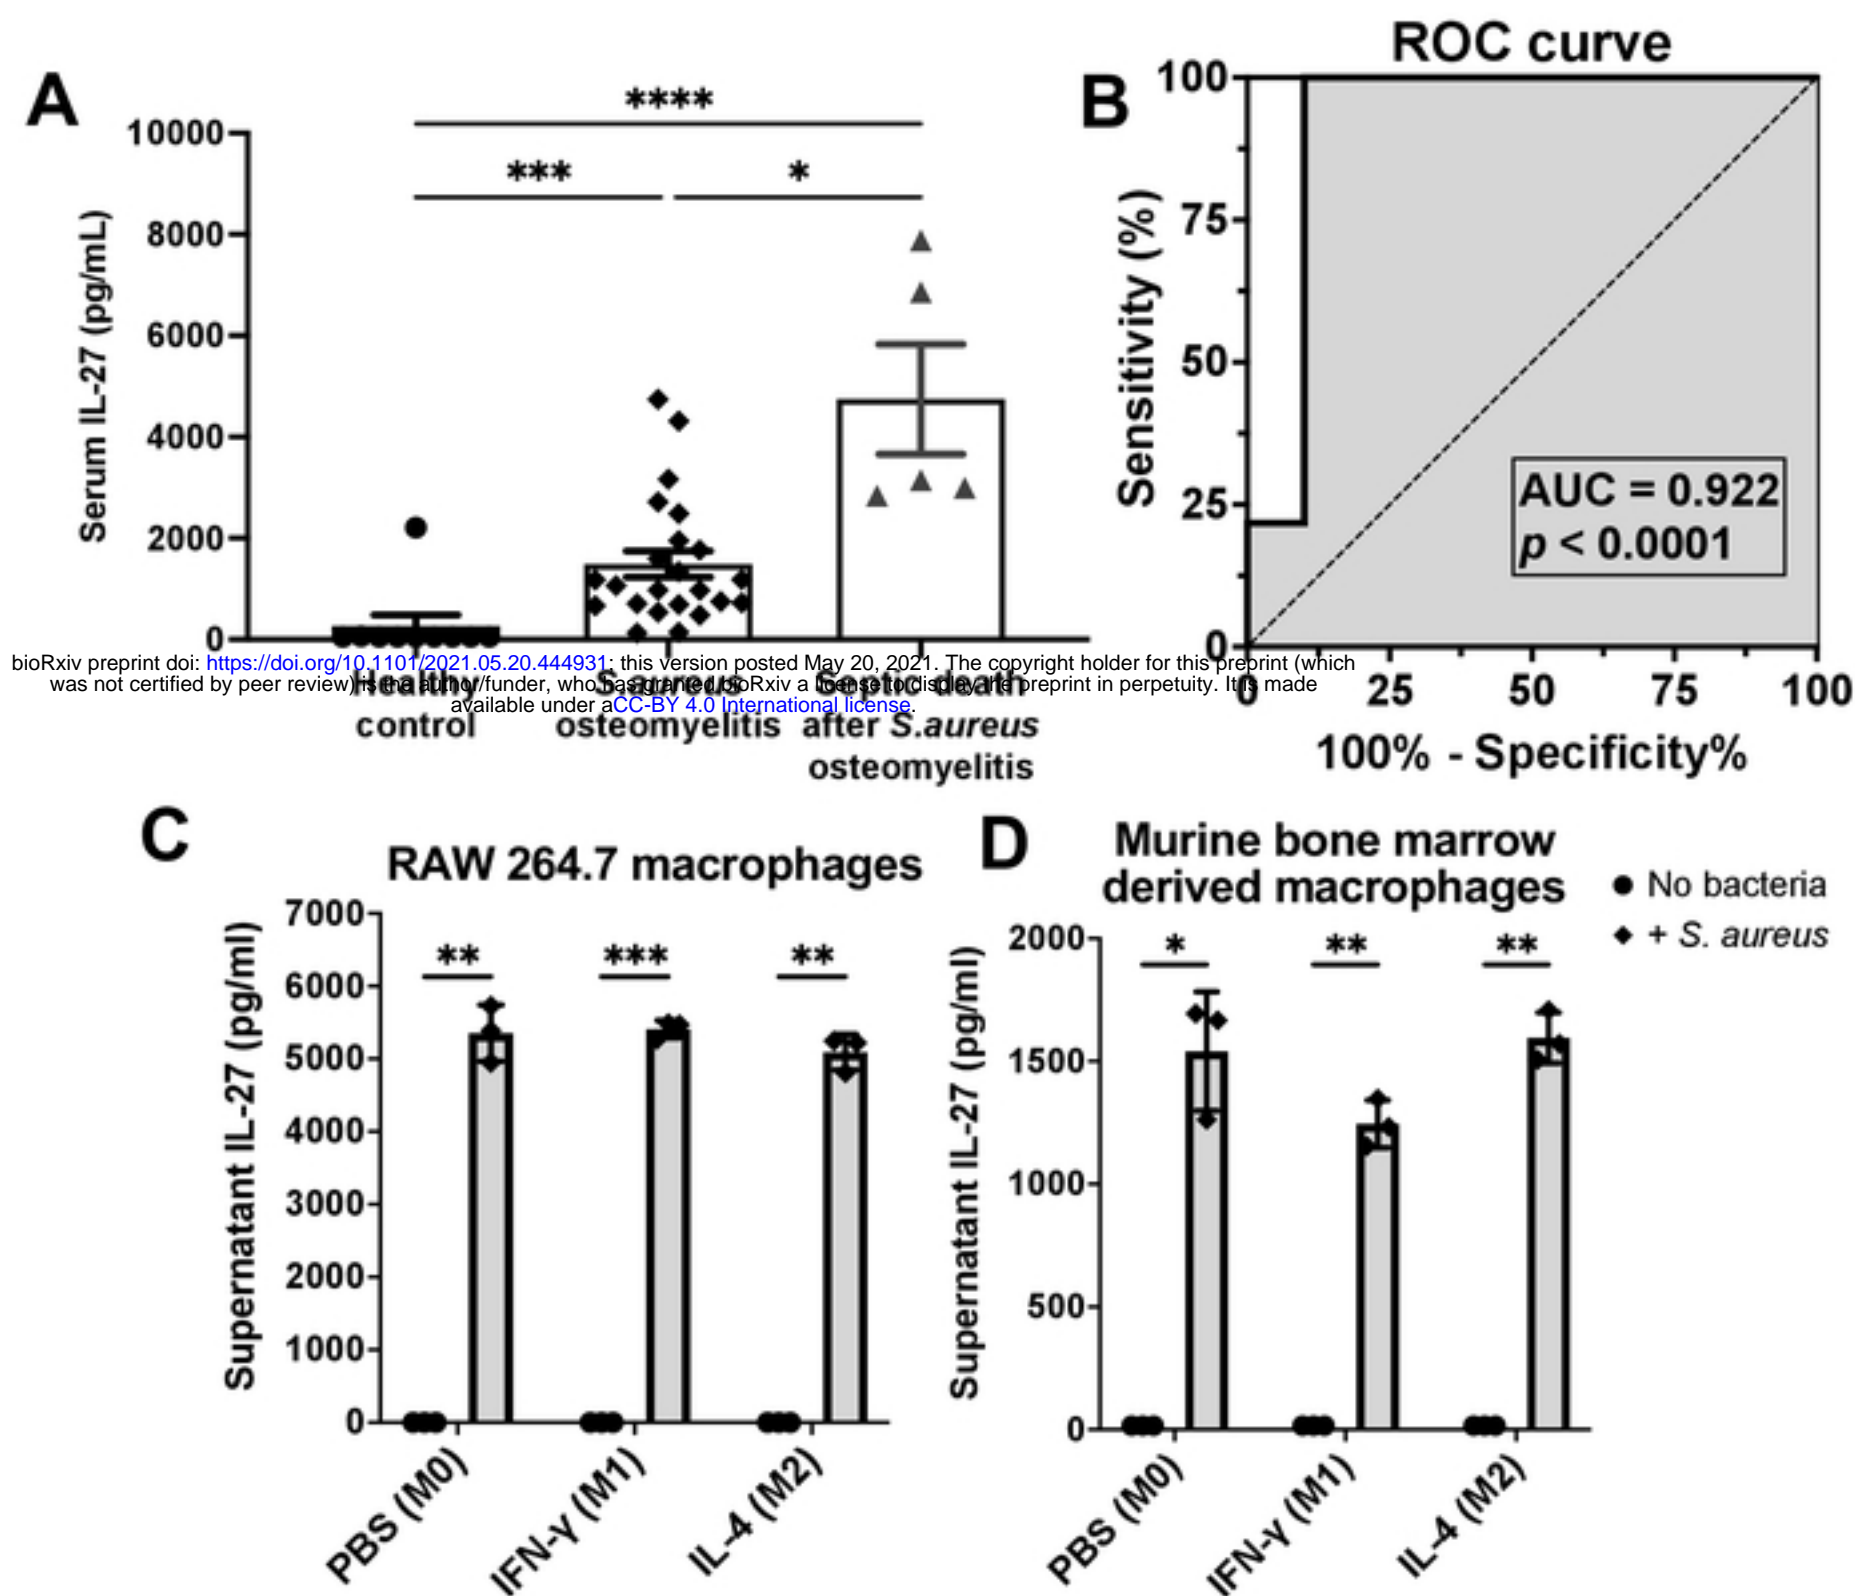 A
****
***
*
10000
8000
6000
4000
2000
0
Serum IL-27 (pg/mL)
bioRxiv preprint doi: https://doi.org/10.1101/2021.05.20.444931; this version posted May 20, 2021. The copyright holder for this preprint (which
was not certified by peer review) is the author/funder, who has granted bioRxiv a license to display the preprint in perpetuity. It is made
available under aCC-BY 4.0 International license.
Healthy
control
S.aureus
osteomyelitis
Septic death
after S.aureus
osteomyelitis
B
ROC curve
100
75
50
25
0
Sensitivity (%)
AUC = 0.922
p < 0.0001
0
25
50
75
100
100% - Specificity%
C
RAW 264.7 macrophages
7000
6000
5000
4000
3000
2000
1000
0
Supernatant IL-27 (pg/ml)
**
***
**
PBS (M0)
IFN-γ (M1)
IL-4 (M2)
D
Murine bone marrow
derived macrophages
No bacteria
+ S. aureus
2000
1500
1000
500
0
Supernatant IL-27 (pg/ml)
*
**
**
PBS (M0)
IFN-γ (M1)
IL-4 (M2)